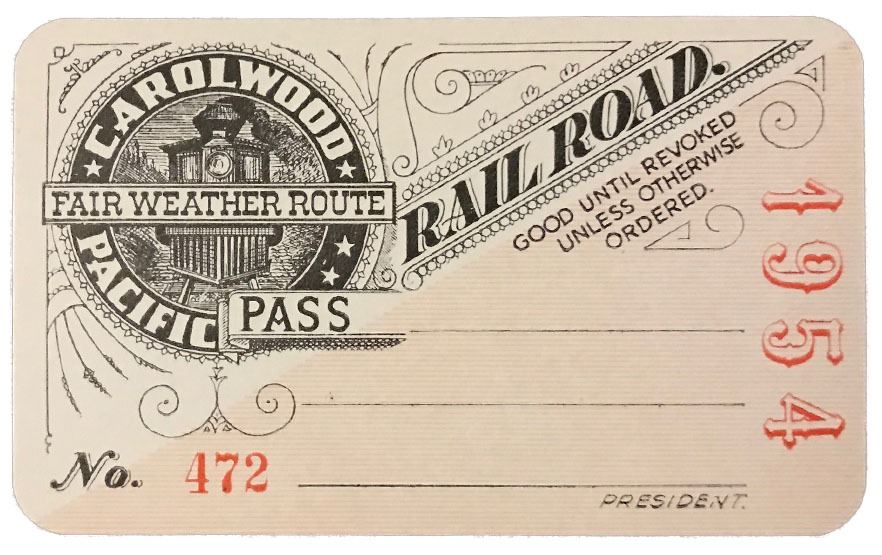 CAROLWOOD
FAIR WEATHER ROUTE
PACIFIC
RAIL ROAD.
GOOD UNTIL REVOKED
UNLESS OTHERWISE
ORDERED.
1954
PASS
No. 472
PRESIDENT.